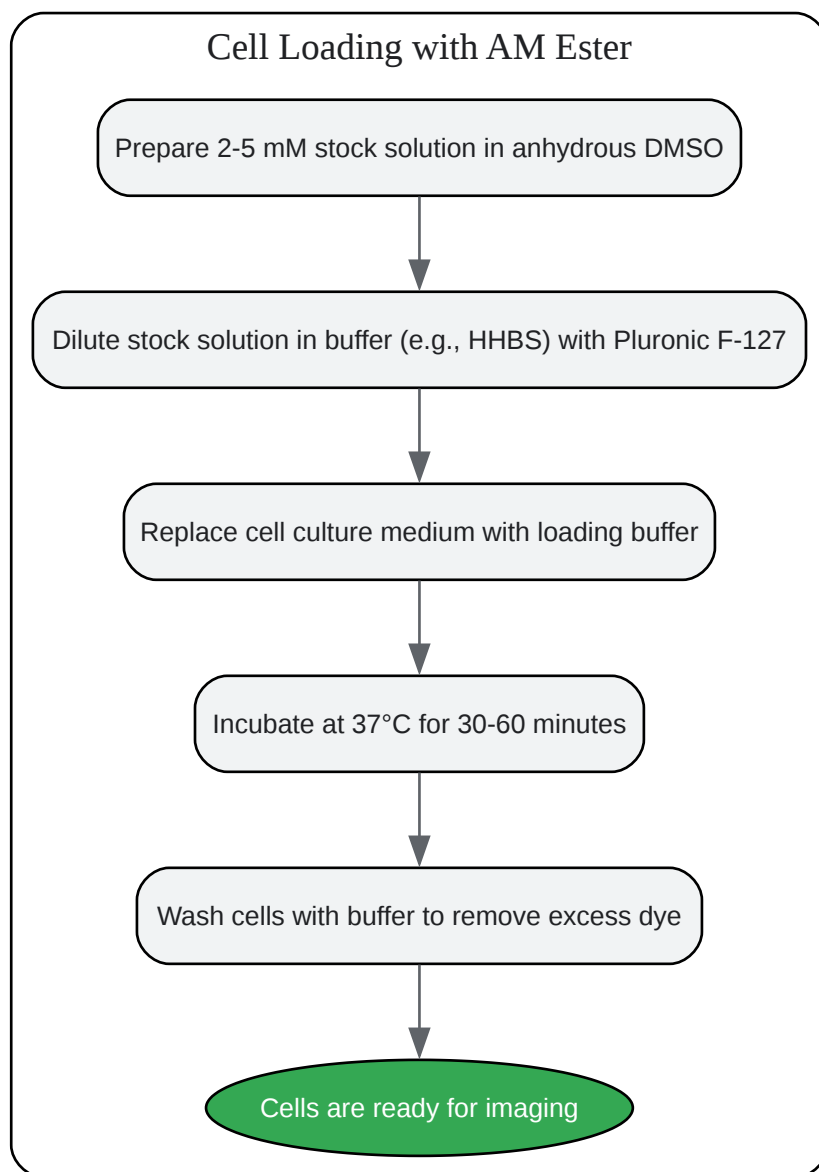 Cell Loading with AM Ester
Prepare 2-5 mM stock solution in anhydrous DMSO
Dilute stock solution in buffer (e.g., HHBS) with Pluronic F-127
Replace cell culture medium with loading buffer
Incubate at 37°C for 30-60 minutes
Wash cells with buffer to remove excess dye
Cells are ready for imaging